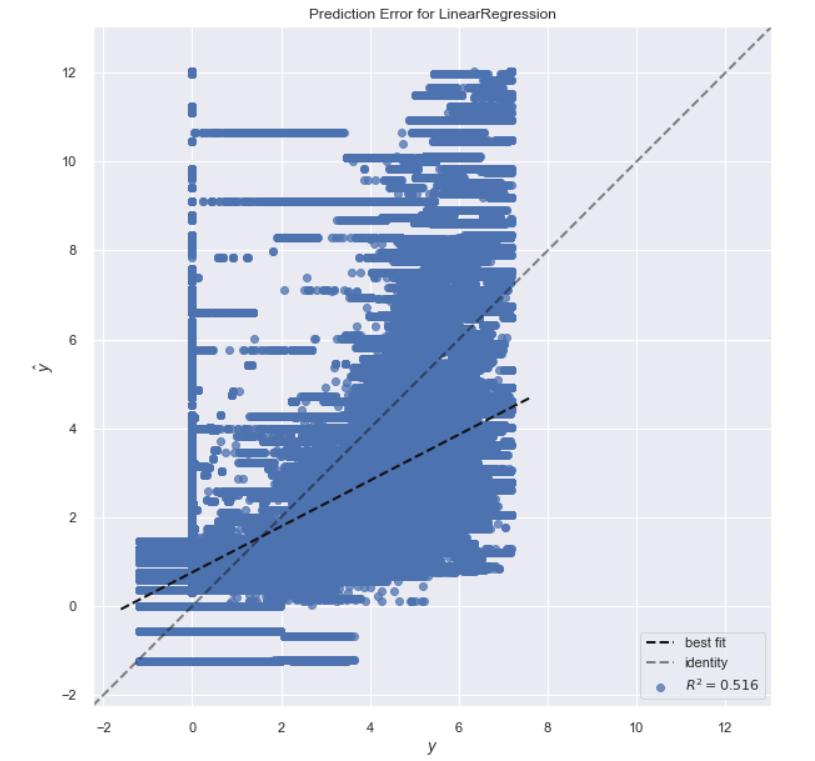 Prediction Error for LinearRegression
12
10
8
6
4
2
0
−2
ŷ
−2 0 2 4 6 8 10 12
y
best fit
identity
R² = 0.516